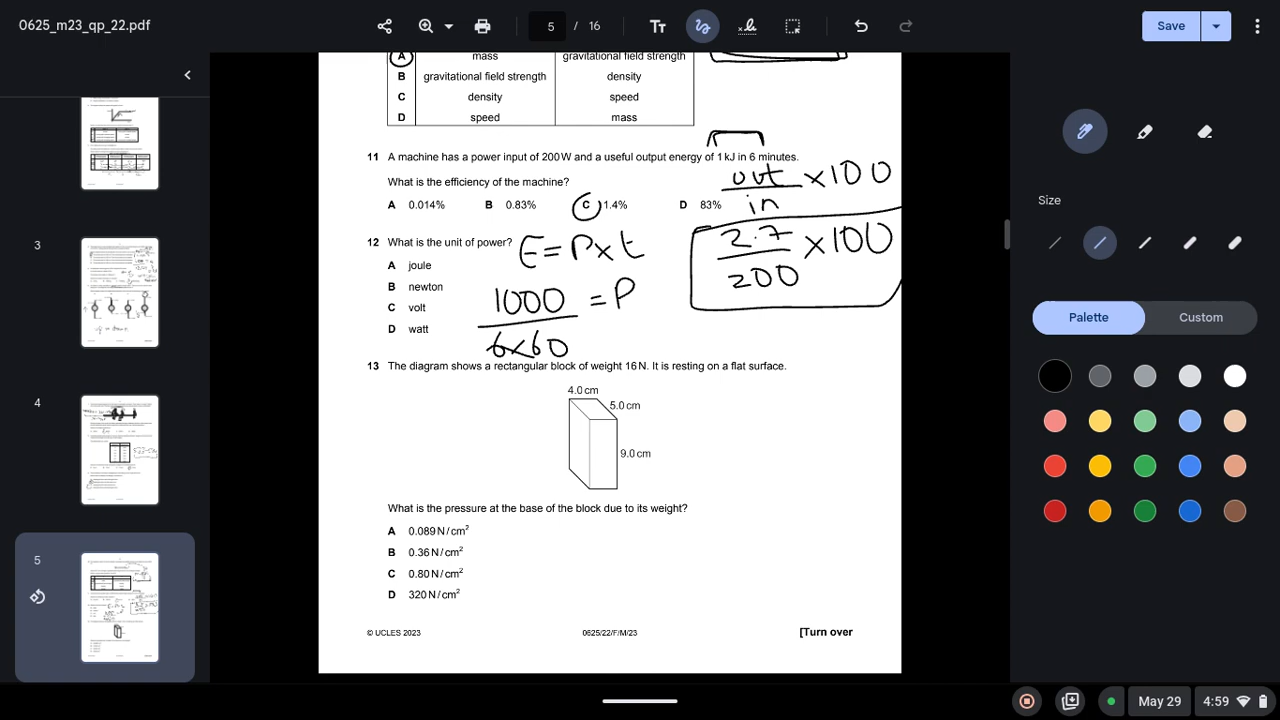 0625_m23_qp_22.pdf
5 / 16
Save
A mass gravitational field strength
B gravitational field strength density
C density speed
D speed mass
11 A machine has a power input of 200 W and a useful output energy of 1 kJ in 6 minutes.
What is the efficiency of the machine?
A 0.014% B 0.83% C 1.4% D 83%
out
in
×100
2.7
200
×100
12 What is the unit of power?
A joule
B newton
C volt
D watt
E=P×t
1000
6×60
=P
13 The diagram shows a rectangular block of weight 16 N. It is resting on a flat surface.
4.0 cm
5.0 cm
9.0 cm
What is the pressure at the base of the block due to its weight?
A 0.089 N / cm²
B 0.36 N / cm²
C 0.80 N / cm²
D 320 N / cm²
© UCLES 2023 0625/22/F/M/23 [Turn over
3
4
5
Size
Palette Custom
May 29 4:59